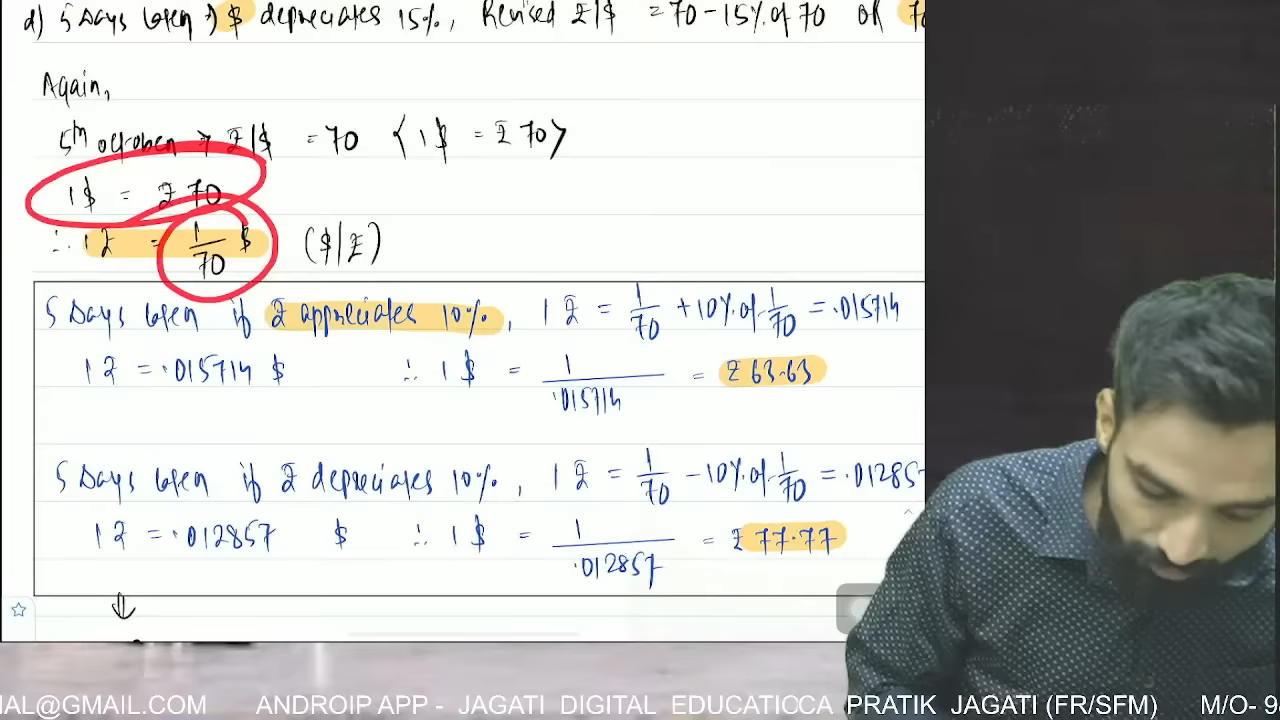 d) 5 Days later → $ depreciates 15%, Revised ₹|$ = 70 - 15% of 70 OR
Again,
5th october → ₹|$ = 70 {1$ = ₹70}
1$ = ₹70
∴ 1₹ = 1/70 $ ($|₹)
5 Days later if ₹ appreciates 10%, 1₹ = 1/70 + 10% of 1/70 = .015714
1₹ = .015714 $ ∴ 1$ = 1/.015714 = ₹63.63
5 Days later if ₹ depreciates 10%, 1₹ = 1/70 - 10% of 1/70 = .01285
1₹ = .012857 $ ∴ 1$ = 1/.012857 = ₹77.77
IAL@GMAIL.COM ANDROIP APP - JAGATI DIGITAL EDUCATIOCA PRATIK JAGATI (FR/SFM) M/O- 9